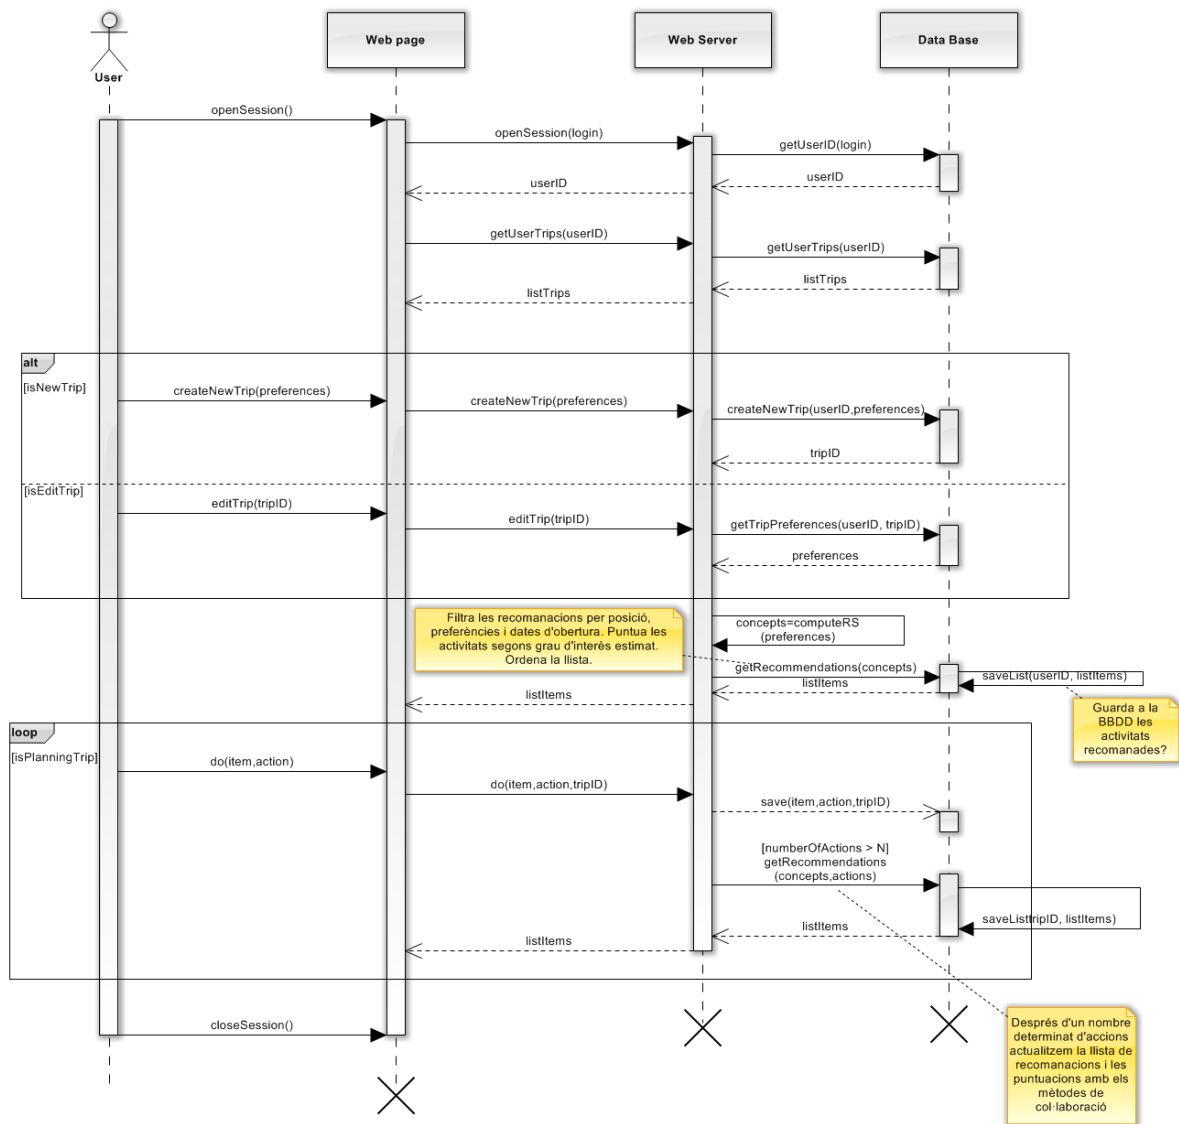 User
Web page
Web Server
Data Base
openSession()
openSession(login)
getUserID(login)
userID
userID
getUserTrips(userID)
getUserTrips(userID)
listTrips
listTrips
alt
[isNewTrip]
createNewTrip(preferences)
createNewTrip(preferences)
createNewTrip(userID,preferences)
tripID
[isEditTrip]
editTrip(tripID)
editTrip(tripID)
getTripPreferences(userID, tripID)
preferences
Filtra les recomanacions per posició,
preferències i dates d'obertura. Puntua les
activitats segons grau d'interès estimat.
Ordena la llista.
concepts=computeRS
(preferences)
getRecommendations(concepts)
listItems
saveList(userID, listItems)
listItems
Guarda a la
BBDD les
activitats
recomanades?
loop
[isPlanningTrip]
do(item,action)
do(item,action,tripID)
save(item,action,tripID)
[numberOfActions > N]
getRecommendations
(concepts,actions)
saveList(tripID, listItems)
listItems
listItems
closeSession()
Després d'un nombre
determinat d'accions
actualitzem la llista de
recomanacions i les
puntuacions amb els
mètodes de
col·laboració